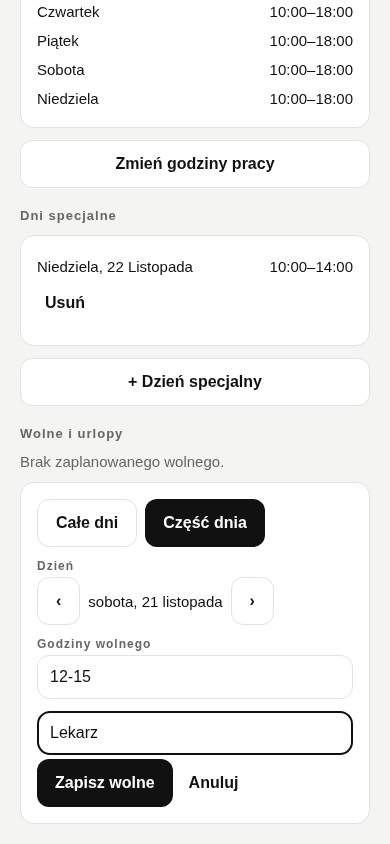 Czwartek 10:00–18:00
Piątek 10:00–18:00
Sobota 10:00–18:00
Niedziela 10:00–18:00
Zmień godziny pracy
Dni specjalne
Niedziela, 22 Listopada 10:00–14:00
Usuń
+ Dzień specjalny
Wolne i urlopy
Brak zaplanowanego wolnego.
Całe dni Część dnia
Dzień
‹ sobota, 21 listopada ›
Godziny wolnego
12-15
Lekarz
Zapisz wolne Anuluj